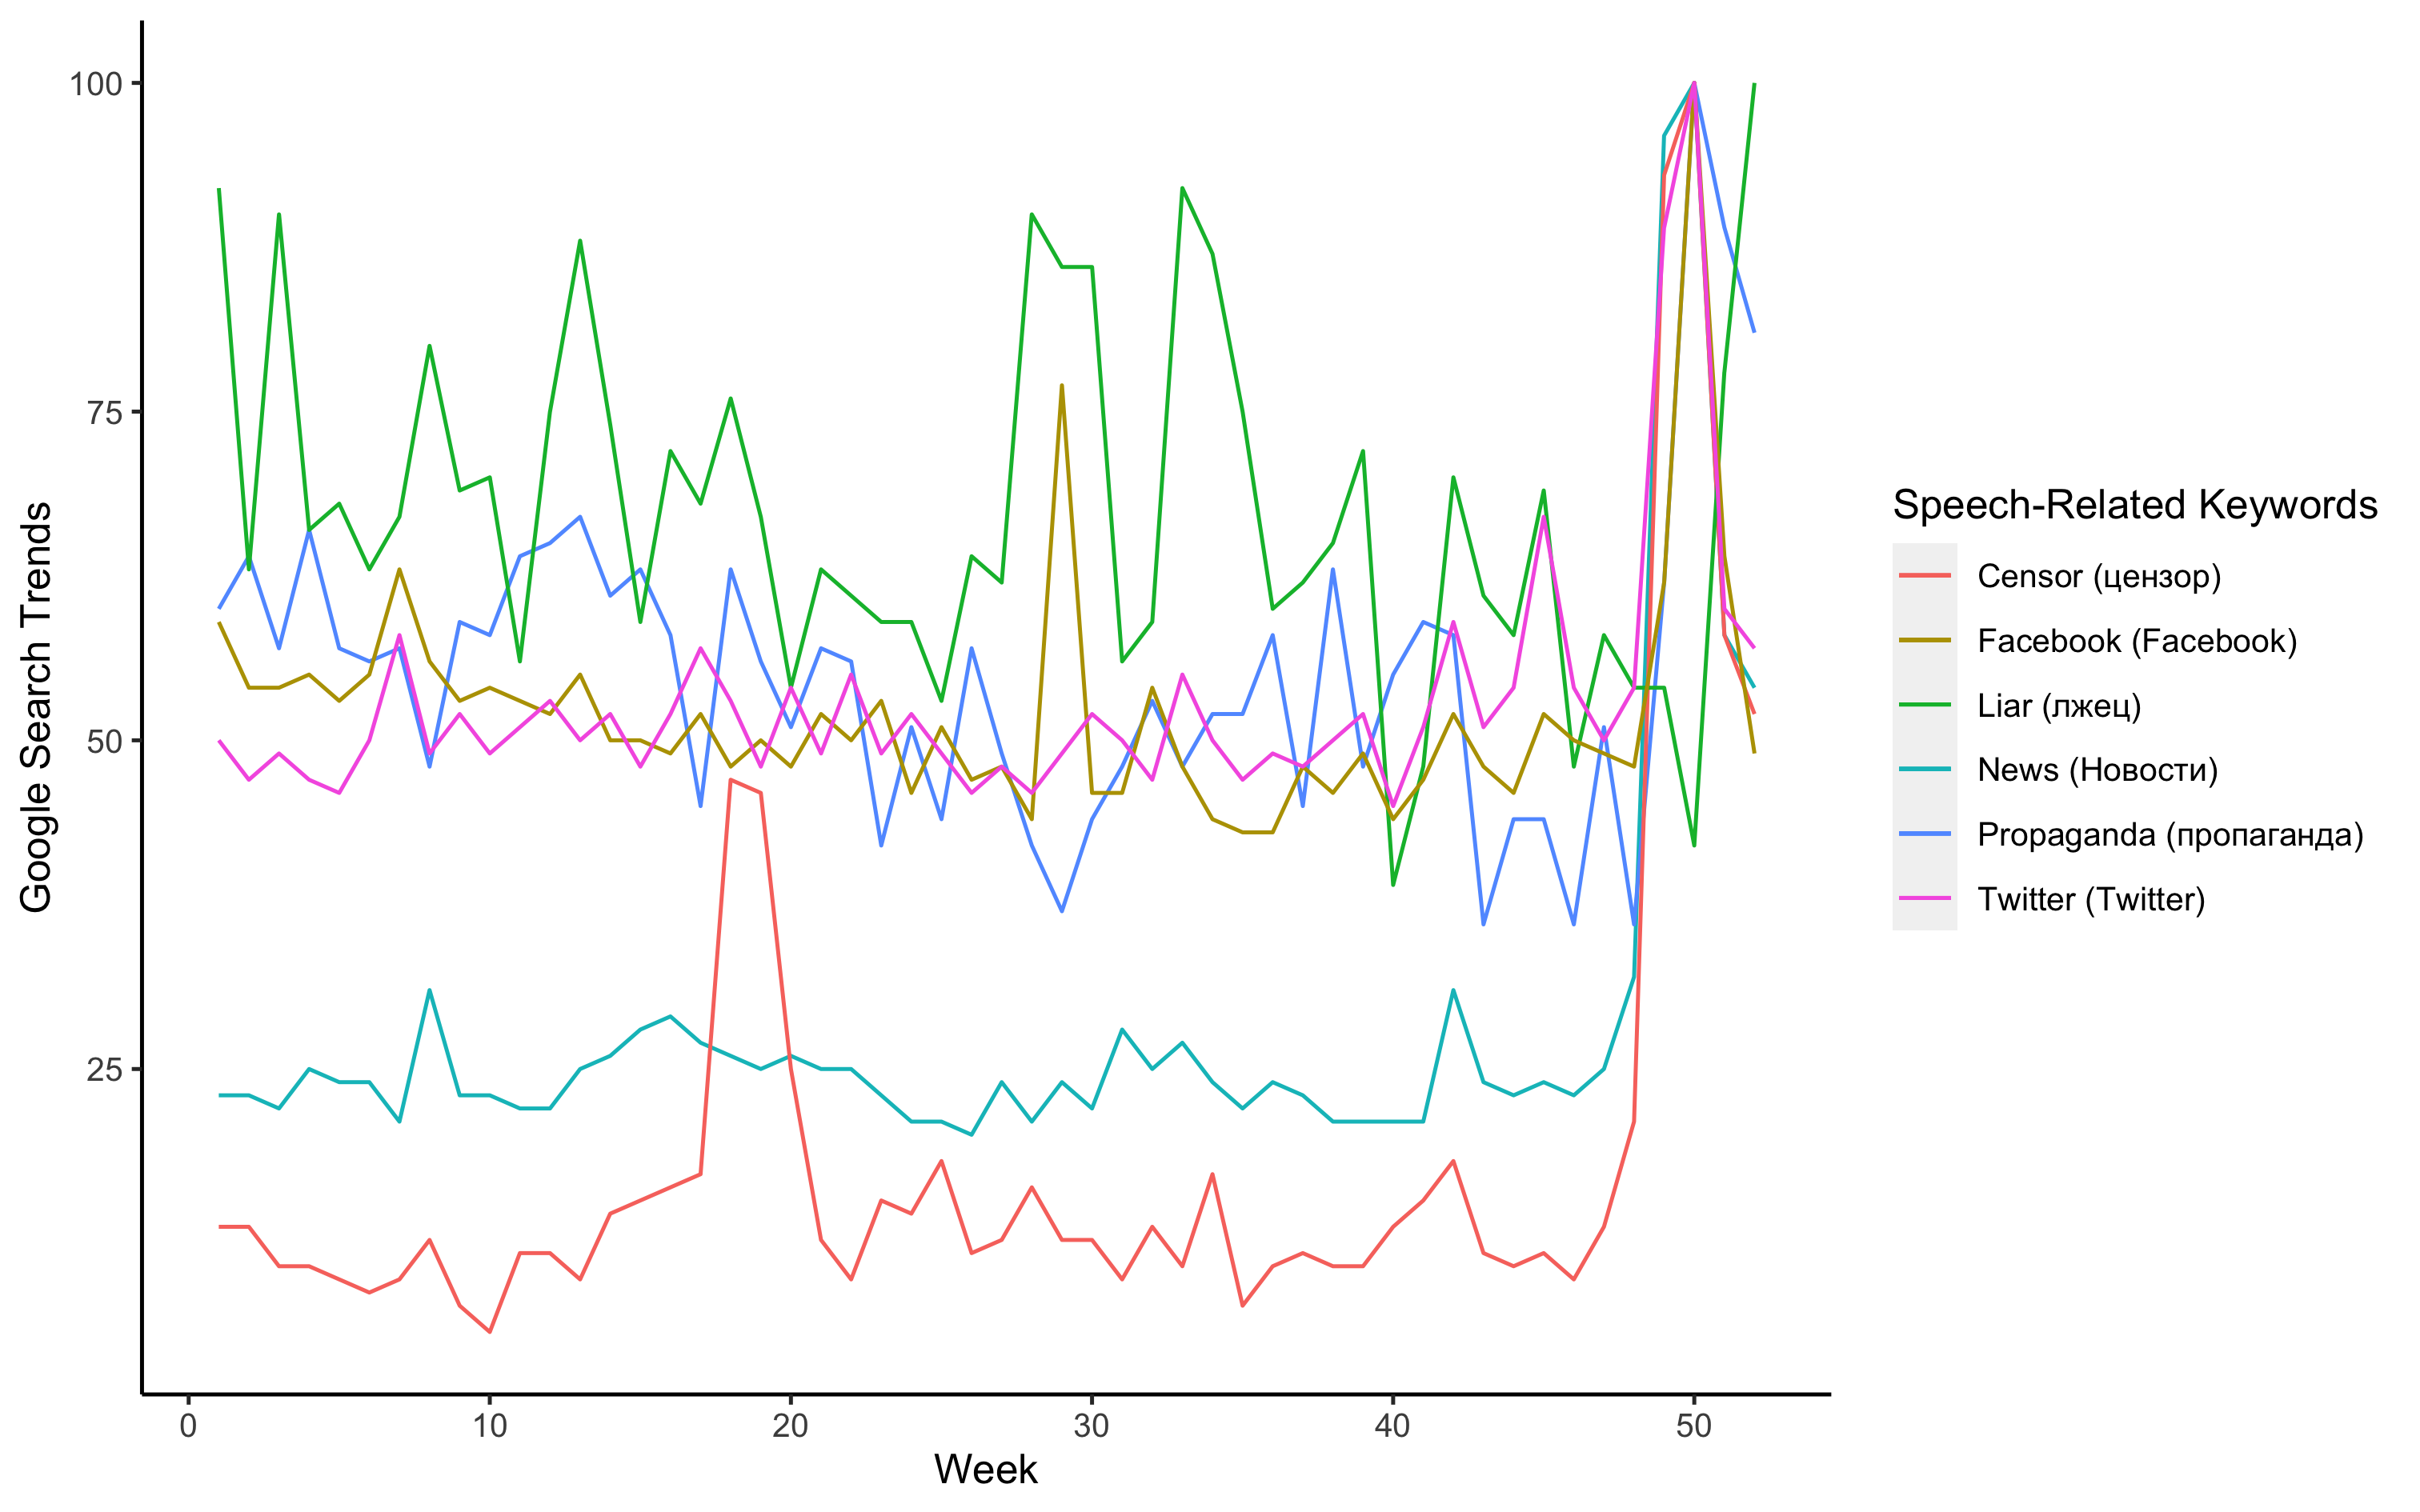 Google Search Trends
100
75
50
25
0 10 20 30 40 50
Week
Speech-Related Keywords
Censor (цензор)
Facebook (Facebook)
Liar (лжец)
News (Новости)
Propaganda (пропаганда)
Twitter (Twitter)